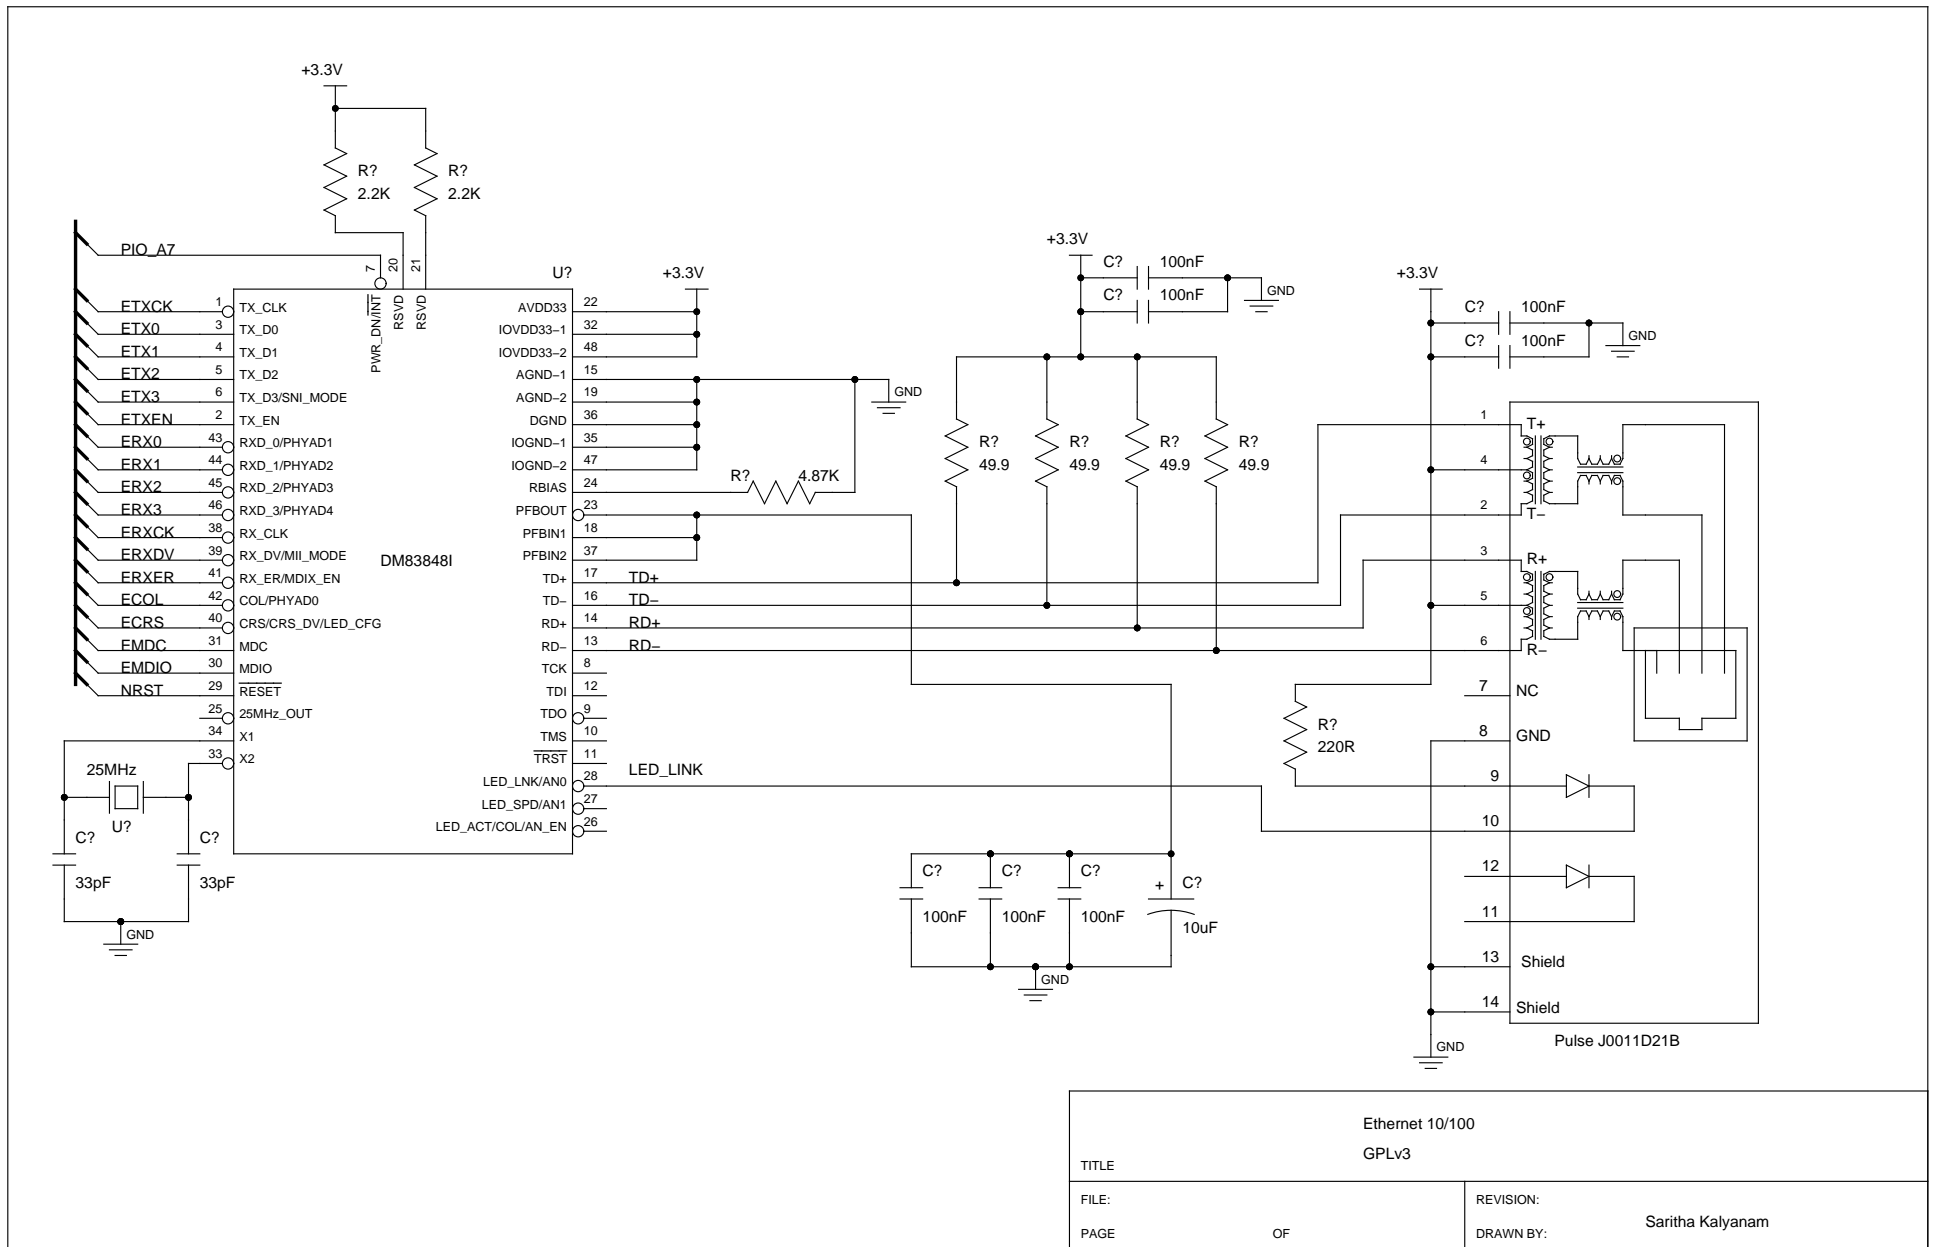 +3.3V
R?
2.2K
R?
2.2K
PIO_A7
7
20
21
PWR_DN/INT
RSVD
RSVD
U?
+3.3V
ETXCK 1 TX_CLK
ETX0 3 TX_D0
ETX1 4 TX_D1
ETX2 5 TX_D2
ETX3 6 TX_D3/SNI_MODE
ETXEN 2 TX_EN
ERX0 43 RXD_0/PHYAD1
ERX1 44 RXD_1/PHYAD2
ERX2 45 RXD_2/PHYAD3
ERX3 46 RXD_3/PHYAD4
ERXCK 38 RX_CLK
ERXDV 39 RX_DV/MII_MODE
ERXER 41 RX_ER/MDIX_EN
ECOL 42 COL/PHYAD0
ECRS 40 CRS/CRS_DV/LED_CFG
EMDC 31 MDC
EMDIO 30 MDIO
NRST 29 RESET
25 25MHz_OUT
34 X1
33 X2
DM83848I
AVDD33 22
IOVDD33−1 32
IOVDD33−2 48
AGND−1 15
AGND−2 19
DGND 36
IOGND−1 35
IOGND−2 47
RBIAS 24
PFBOUT 23
PFBIN1 18
PFBIN2 37
TD+ 17 TD+
TD− 16 TD−
RD+ 14 RD+
RD− 13 RD−
TCK 8
TDI 12
TDO 9
TMS 10
TRST 11
LED_LNK/AN0 28 LED_LINK
LED_SPD/AN1 27
LED_ACT/COL/AN_EN 26
GND
R? 4.87K
25MHz
U?
C?
33pF
C?
33pF
GND
+3.3V
C? 100nF
C? 100nF
GND
R?
49.9
R?
49.9
R?
49.9
R?
49.9
C?
100nF
C?
100nF
C?
100nF
+ C?
10uF
GND
+3.3V
C? 100nF
C? 100nF
GND
R?
220R
1 T+
4
2 T−
3 R+
5
6 R−
7 NC
8 GND
9
10
12
11
13 Shield
14 Shield
GND
Pulse J0011D21B
Ethernet 10/100
GPLv3
TITLE
FILE:
REVISION:
PAGE OF
DRAWN BY: Saritha Kalyanam